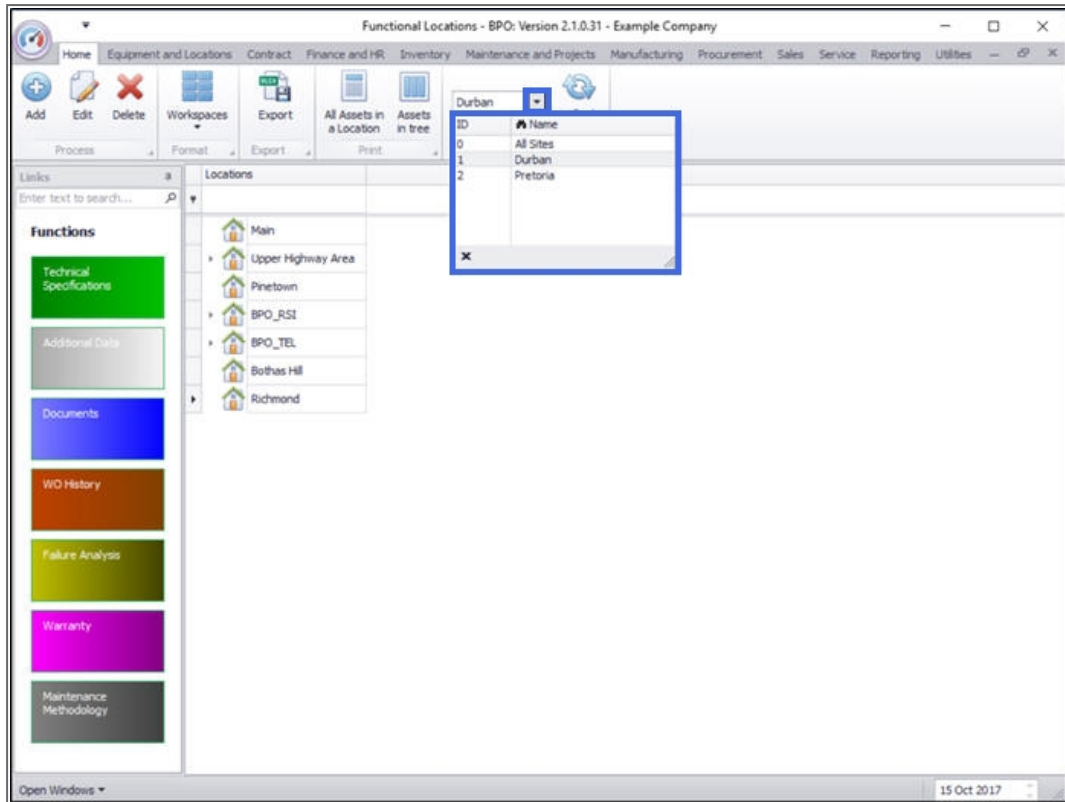 Functional Locations - BPO: Version 2.1.0.31 - Example Company
Home Equipment and Locations Contract Finance and HR Inventory Maintenance and Projects Manufacturing Procurement Sales Service Reporting Utilities
Add Edit Delete Workspaces Export All Assets in a Location Assets in tree
Durban
Process Format Export Print
ID Name
0 All Sites
1 Durban
2 Pretoria
Links
Enter text to search...
Functions
Technical
Specifications
Additional Data
Documents
WO History
Failure Analysis
Warranty
Maintenance
Methodology
Locations
Main
Upper Highway Area
Pinetown
BPO_RSI
BPO_TEL
Bothas Hill
Richmond
Open Windows
15 Oct 2017